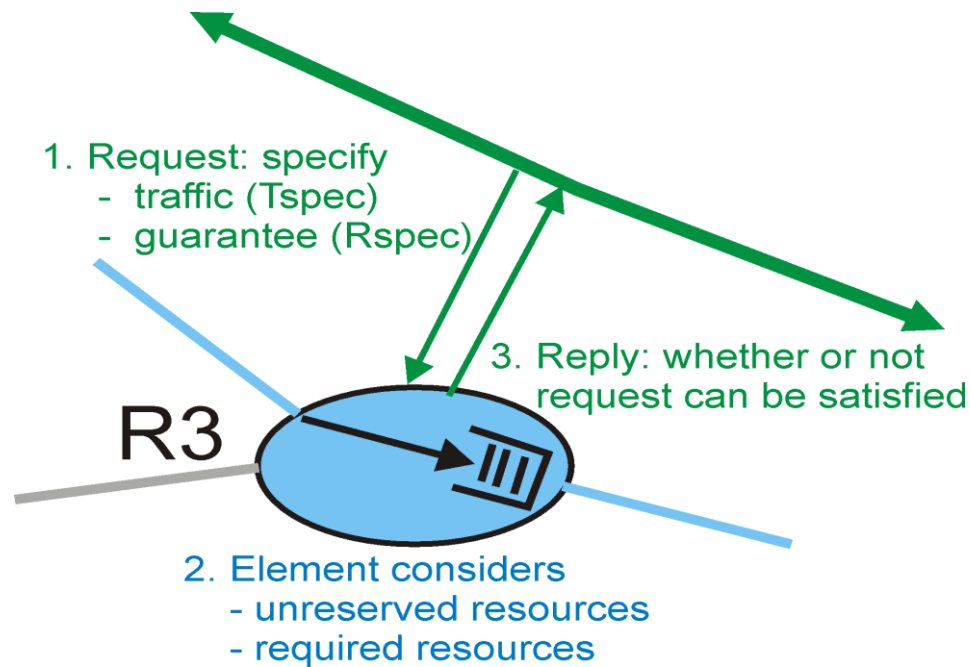 1. Request: specify
- traffic (Tspec)
- guarantee (Rspec)
3. Reply: whether or not
request can be satisfied
R3
2. Element considers
- unreserved resources
- required resources